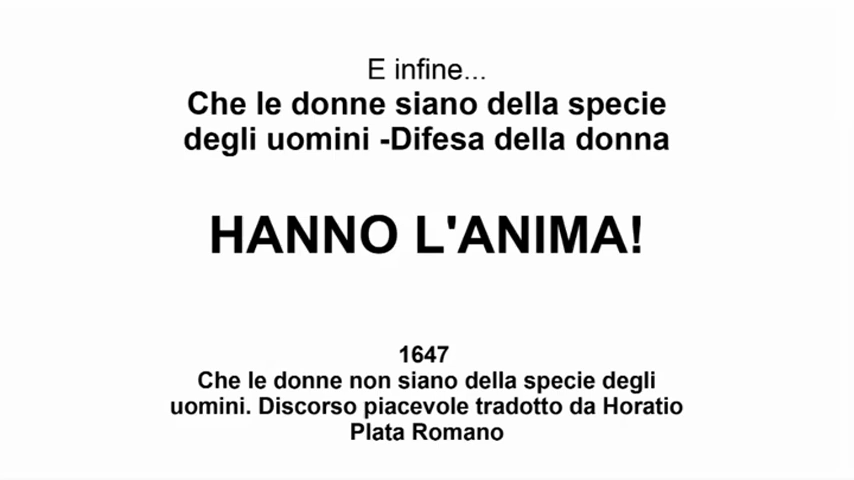 E infine...
Che le donne siano della specie
degli uomini -Difesa della donna
HANNO L'ANIMA!
1647
Che le donne non siano della specie degli
uomini. Discorso piacevole tradotto da Horatio
Plata Romano